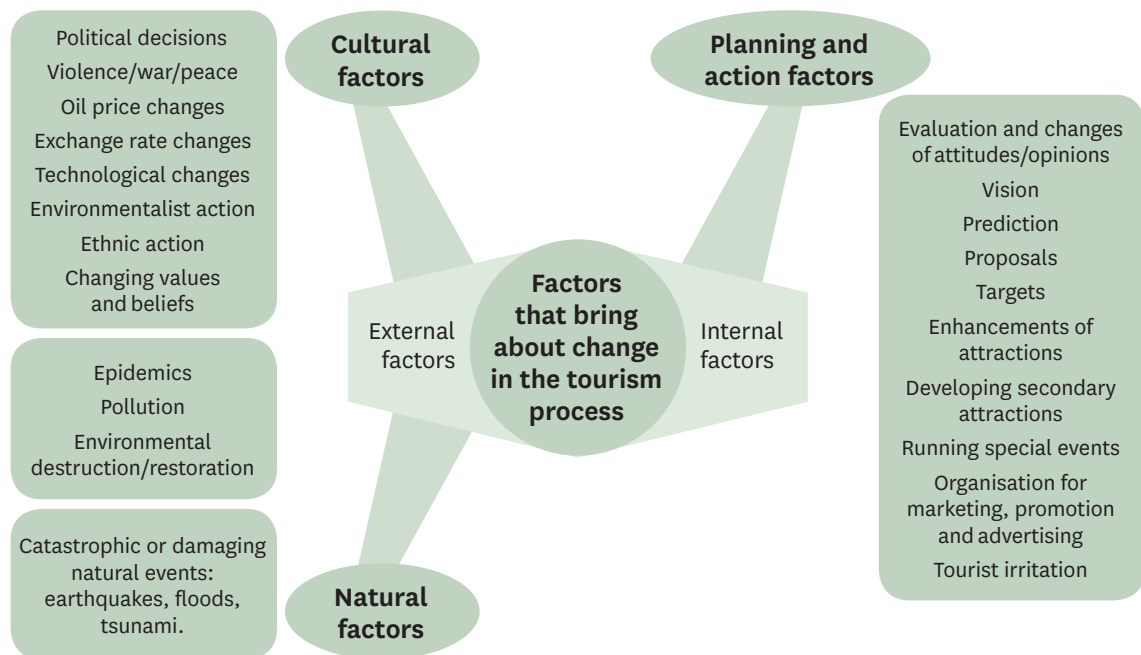 Political decisions
Violence/war/peace
Oil price changes
Exchange rate changes
Technological changes
Environmentalist action
Ethnic action
Changing values
and beliefs
Epidemics
Pollution
Environmental
destruction/restoration
Catastrophic or damaging
natural events:
earthquakes, floods,
tsunami.
Cultural
factors
External
factors
Natural
factors
Factors
that bring
about change
in the tourism
process
Planning and
action factors
Internal
factors
Evaluation and changes
of attitudes/opinions
Vision
Prediction
Proposals
Targets
Enhancements of
attractions
Developing secondary
attractions
Running special events
Organisation for
marketing, promotion
and advertising
Tourist irritation